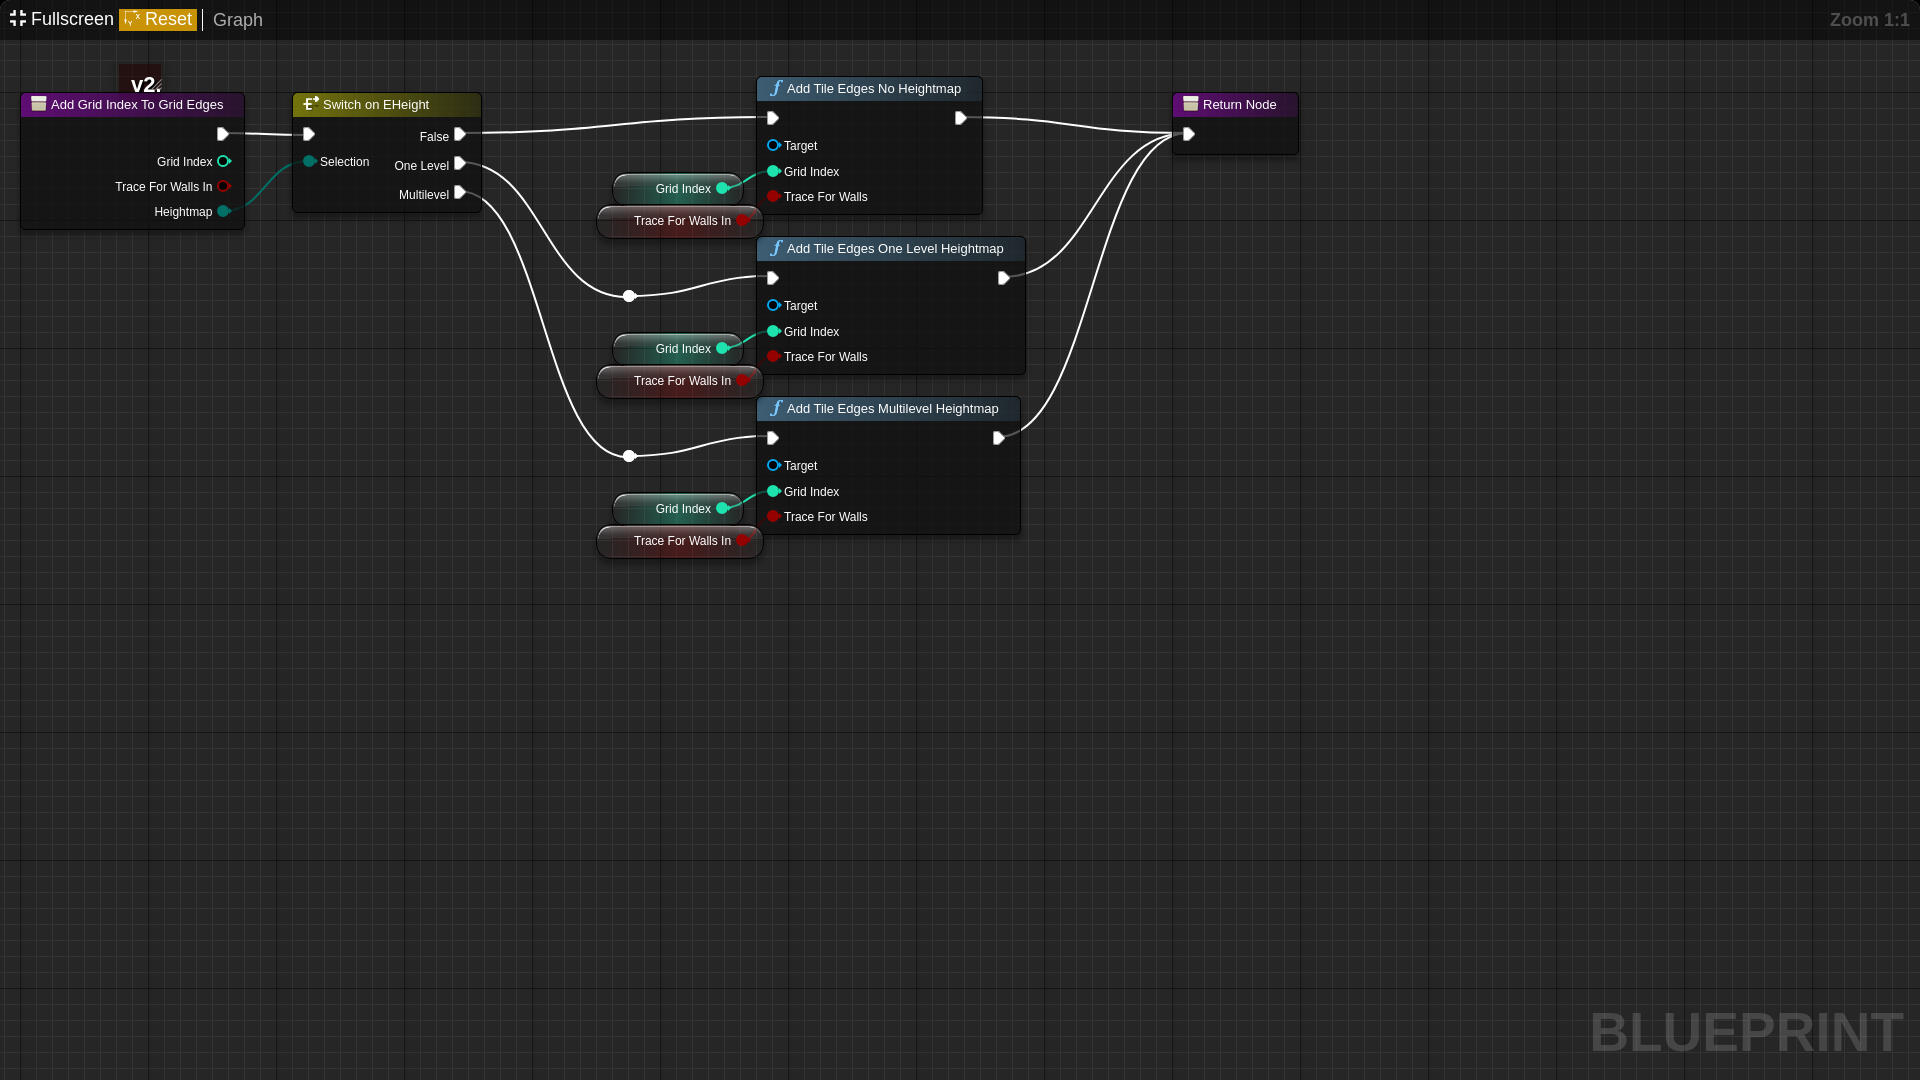 Fullscreen Reset Graph
Zoom 1:1
v2.
Add Grid Index To Grid Edges
Grid Index
Trace For Walls In
Heightmap
Switch on EHeight
Selection
False
One Level
Multilevel
Add Tile Edges No Heightmap
Target
Grid Index
Trace For Walls
Grid Index
Trace For Walls In
Add Tile Edges One Level Heightmap
Target
Grid Index
Trace For Walls
Grid Index
Trace For Walls In
Add Tile Edges Multilevel Heightmap
Target
Grid Index
Trace For Walls
Grid Index
Trace For Walls In
Return Node
BLUEPRINT